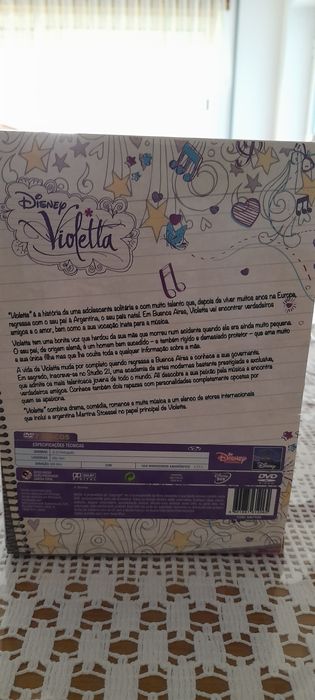 DISNEY
Violetta
"Violetta" é a história de uma adolescente solitária e com muito talento que, depois de viver muitos anas na Europa,
regressa com o seu pai à Argentina, o seu país natal. Em Buenos Aires, Violetta vai encontrar verdadeiros
amigos e o amor, bem como a sua vocação inata para a música.
Violetta tem uma bonita voz que herdou da sua mãe que morreu num acidente quando ela era ainda muito pequena.
O seu pai, de origem alemã, é um homem bem sucedido – e também rígido e demasiado protetor – que ama muito
a sua única filha mas que lhe oculta toda e qualquer informação sobre a mãe.
A vida de Violetta muda por completo quando regressa a Buenos Aires e conhece a sua governanta.
Em segredo, inscreve-se no Studio 21, uma academia de artes modernas bastante prestigiada e exclusiva,
que admite os mais talentosos jovens de todo o mundo. Ali descobre a sua paixão pela música e encontra
verdadeiros amigos. Conhece também dois rapazes com personalidades completamente opostas por
quem se apaixona.
"Violetta" combina drama, comédia, romance e muita música a um elenco de atores internacionais
que inclui a argentina Martina Stoessel no papel principal de Violetta.
ESPECIFICAÇÕES TÉCNICAS
Disney
Disney
DVD
DOLBY
DIGITAL
Disney
DVD